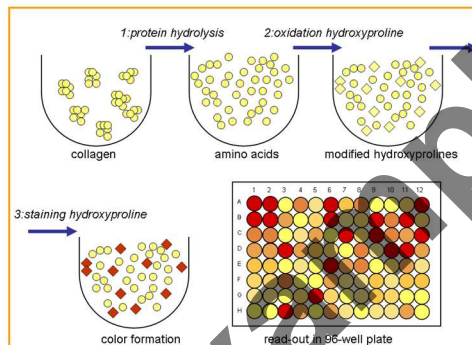 1:protein hydrolysis
2:oxidation hydroxyproline
collagen
amino acids
modified hydroxyprolines
3:staining hydroxyproline
color formation
1 2 3 4 5 6 7 8 9 10 11 12
A
B
C
D
E
F
G
H
read-out in 96-well plate